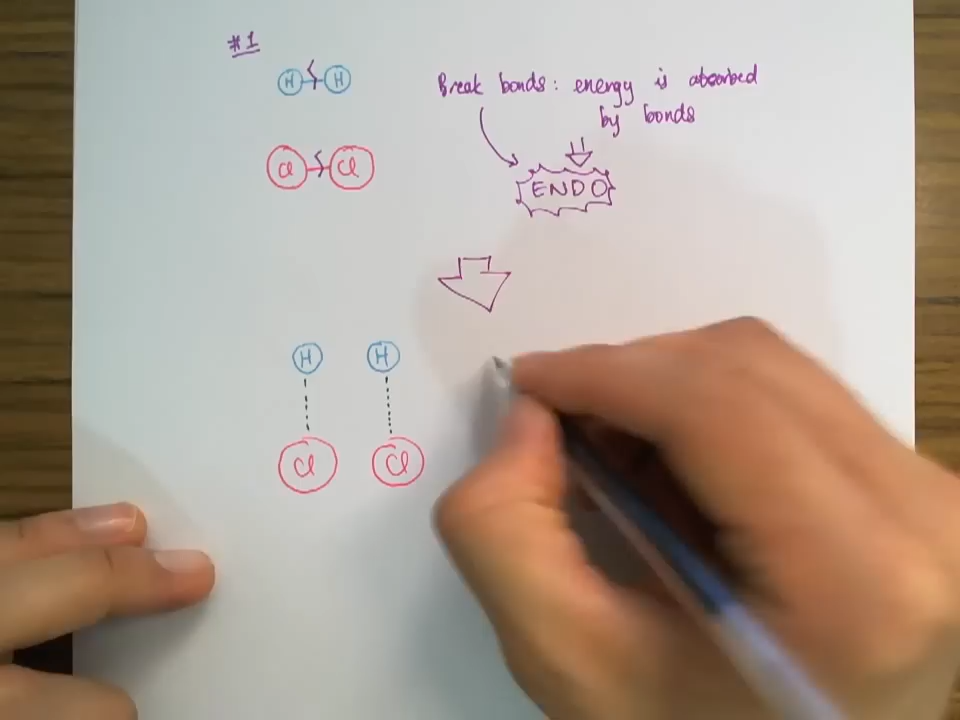 #1
H H
Break bonds: energy is absorbed
by bonds
Cl Cl
ENDO
H H
Cl Cl